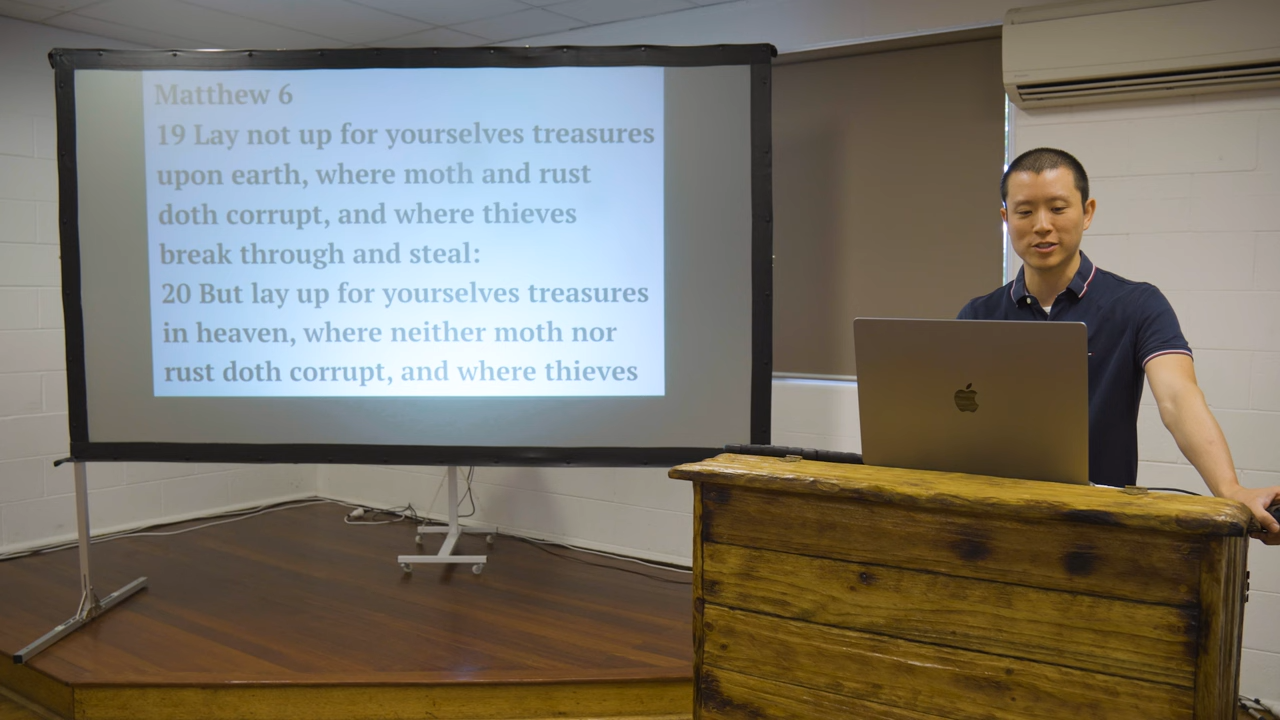 Matthew 6
19 Lay not up for yourselves treasures
upon earth, where moth and rust
doth corrupt, and where thieves
break through and steal:
20 But lay up for yourselves treasures
in heaven, where neither moth nor
rust doth corrupt, and where thieves